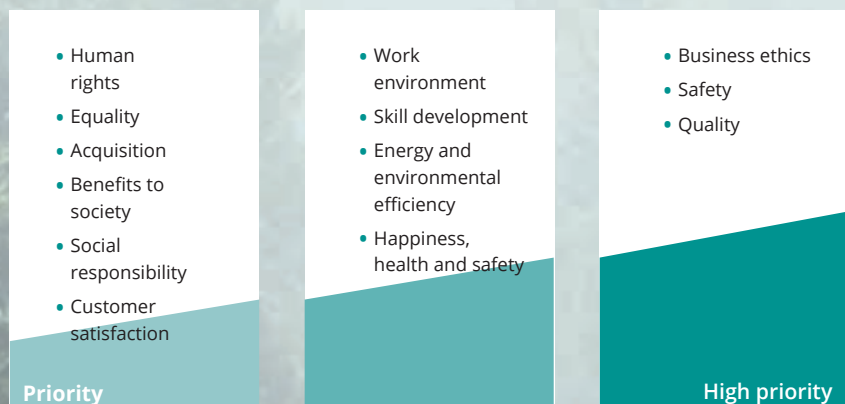 • Human
rights
• Equality
• Acquisition
• Benefits to
society
• Social
responsibility
• Customer
satisfaction
Priority
• Work
environment
• Skill development
• Energy and
environmental
efficiency
• Happiness,
health and safety
• Business ethics
• Safety
• Quality
High priority